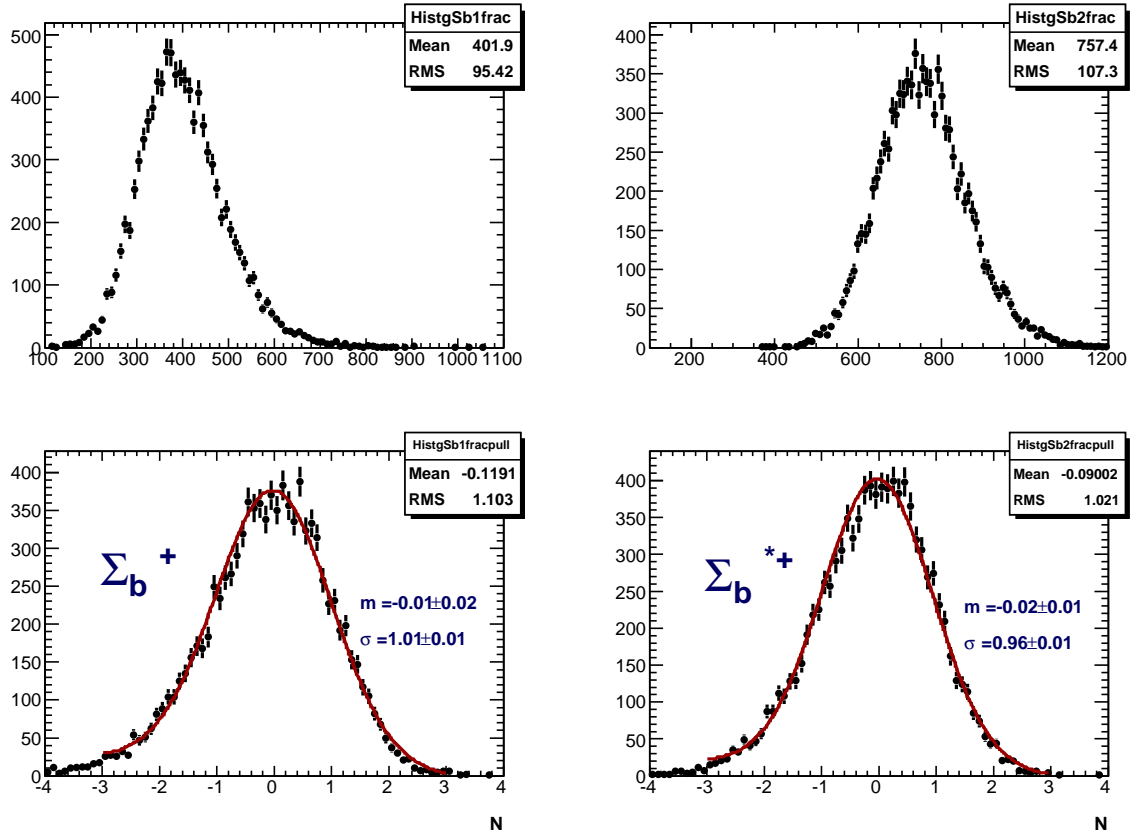 HistgSb1frac
Mean 401.9
RMS 95.42
500
400
300
200
100
0
100 200 300 400 500 600 700 800 900 1000 1100
HistgSb2frac
Mean 757.4
RMS 107.3
400
350
300
250
200
150
100
50
0
200 400 600 800 1000 1200
HistgSb1fracpull
Mean -0.1191
RMS 1.103
400
350
300
250
200
150
100
50
0
Σb +
m =-0.01±0.02
σ =1.01±0.01
-4 -3 -2 -1 0 1 2 3 4
N
HistgSb2fracpull
Mean -0.09002
RMS 1.021
400
350
300
250
200
150
100
50
0
Σb *+
m =-0.02±0.01
σ =0.96±0.01
-4 -3 -2 -1 0 1 2 3 4
N